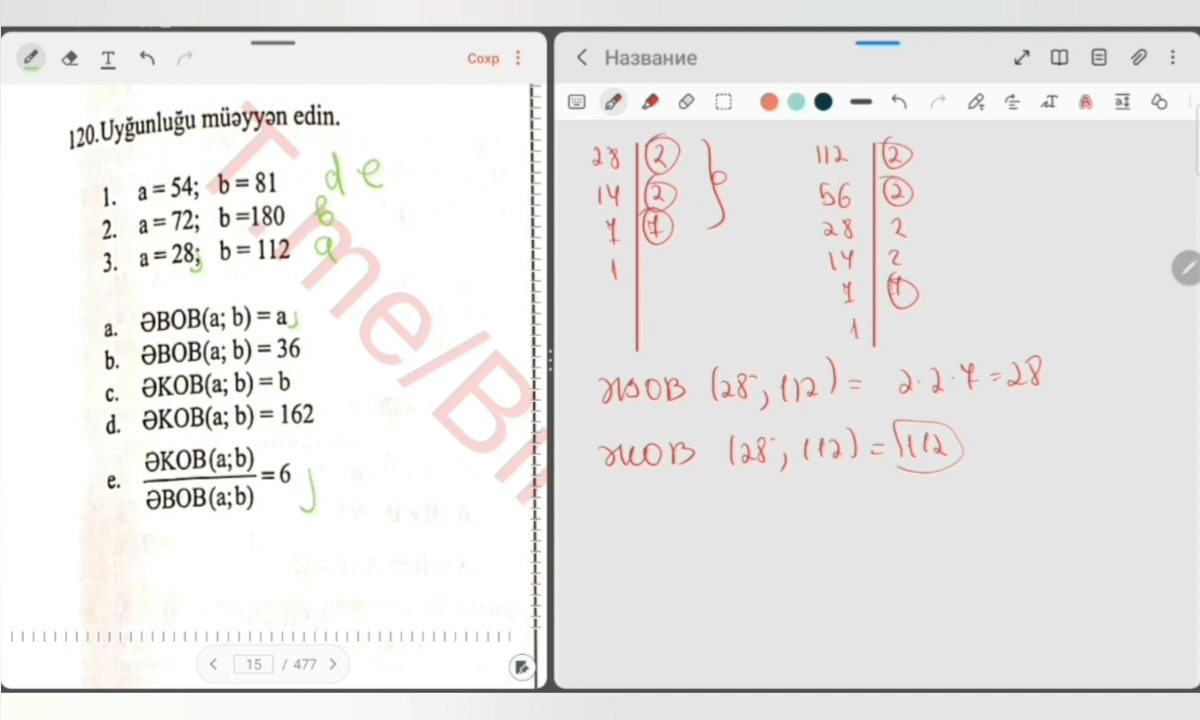 Сохр
120.Uyğunluğu müəyyən edin.
1. a = 54; b = 81 d e
2. a = 72; b =180 b
3. a = 28; b = 112 a
a. ƏBOB(a; b) = a
b. ƏBOB(a; b) = 36
c. ƏKOB(a; b) = b
d. ƏKOB(a; b) = 162
e. ƏKOB(a;b)
ƏBOB(a;b) = 6
T.me/Bi
15 / 477
Название
28 2
14 2
7 7
1
112 2
56 2
28 2
14 2
7 7
1
ƏBOB (28, 112) = 2·2·7=28
ƏKOB (28, 112) = 112